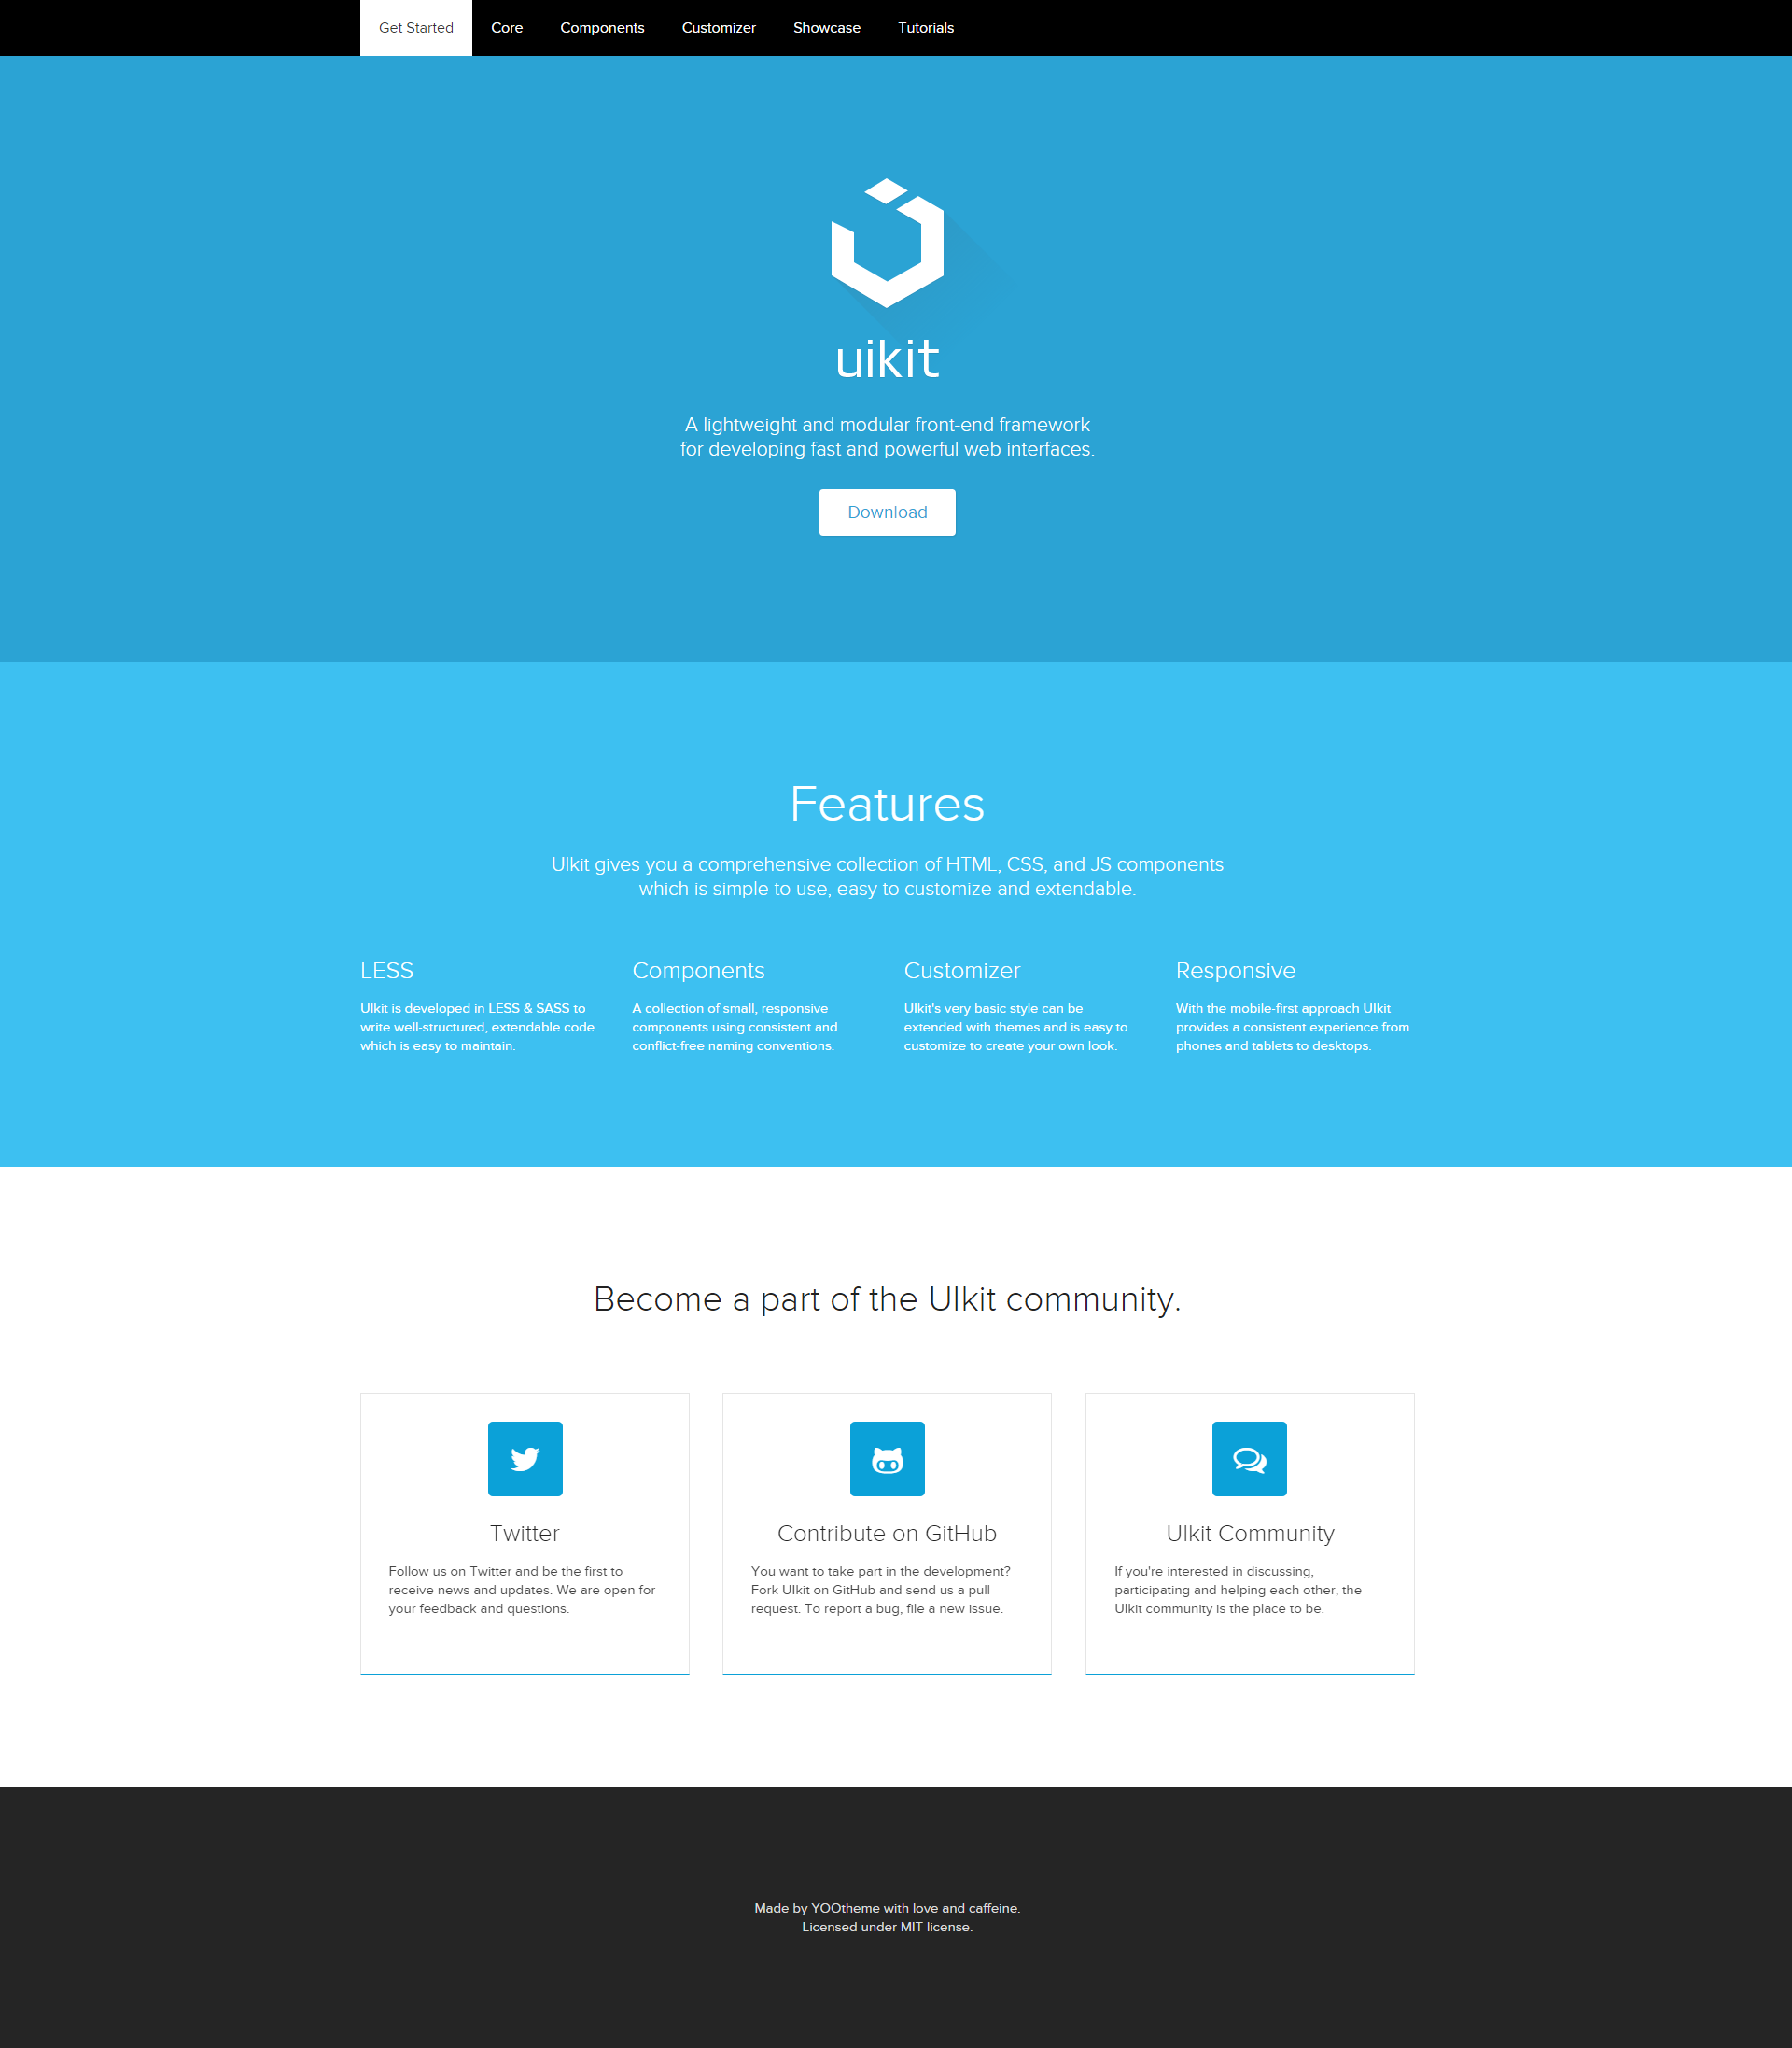 Get Started Core Components Customizer Showcase Tutorials
uikit
A lightweight and modular front-end framework
for developing fast and powerful web interfaces.
Download
Features
UIkit gives you a comprehensive collection of HTML, CSS, and JS components
which is simple to use, easy to customize and extendable.
LESS
UIkit is developed in LESS & SASS to
write well-structured, extendable code
which is easy to maintain.
Components
A collection of small, responsive
components using consistent and
conflict-free naming conventions.
Customizer
UIkit's very basic style can be
extended with themes and is easy to
customize to create your own look.
Responsive
With the mobile-first approach UIkit
provides a consistent experience from
phones and tablets to desktops.
Become a part of the UIkit community.
Twitter
Follow us on Twitter and be the first to
receive news and updates. We are open for
your feedback and questions.
Contribute on GitHub
You want to take part in the development?
Fork UIkit on GitHub and send us a pull
request. To report a bug, file a new issue.
UIkit Community
If you're interested in discussing,
participating and helping each other, the
UIkit community is the place to be.
Made by YOOtheme with love and caffeine.
Licensed under MIT license.